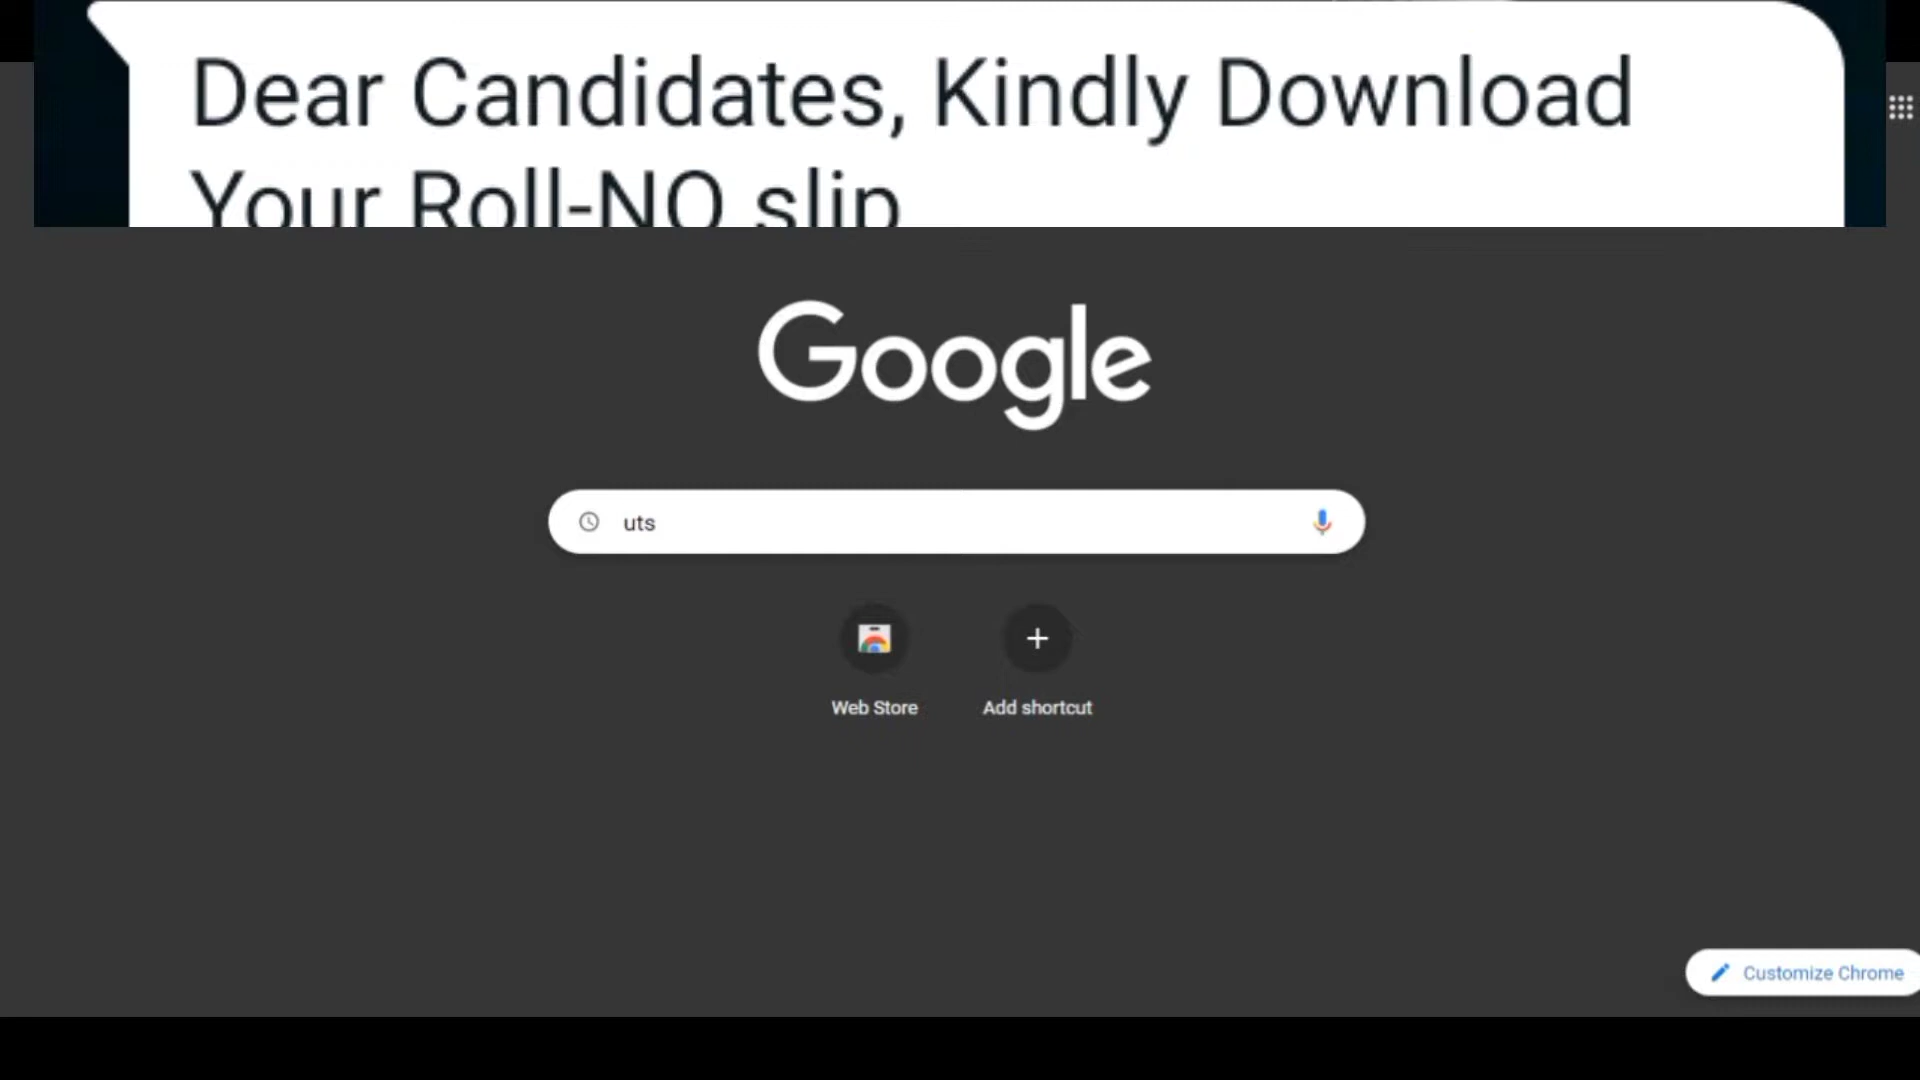 Dear Candidates, Kindly Download
Your Roll-NO slip
Google
uts
Web Store
Add shortcut
Customize Chrome